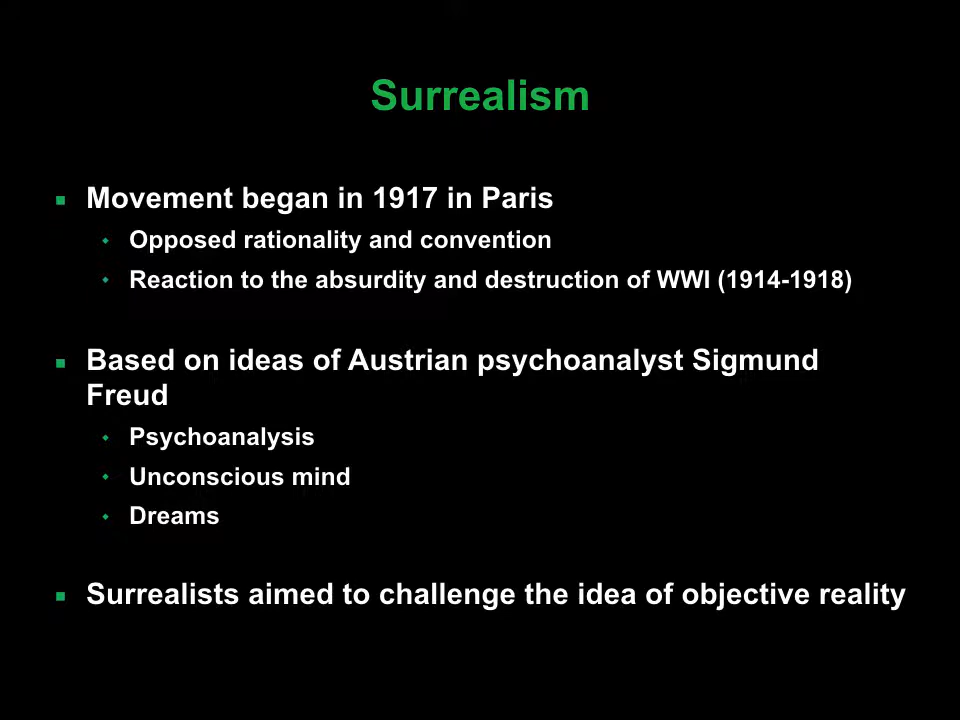 Surrealism
Movement began in 1917 in Paris
Opposed rationality and convention
Reaction to the absurdity and destruction of WWI (1914-1918)
Based on ideas of Austrian psychoanalyst Sigmund
Freud
Psychoanalysis
Unconscious mind
Dreams
Surrealists aimed to challenge the idea of objective reality